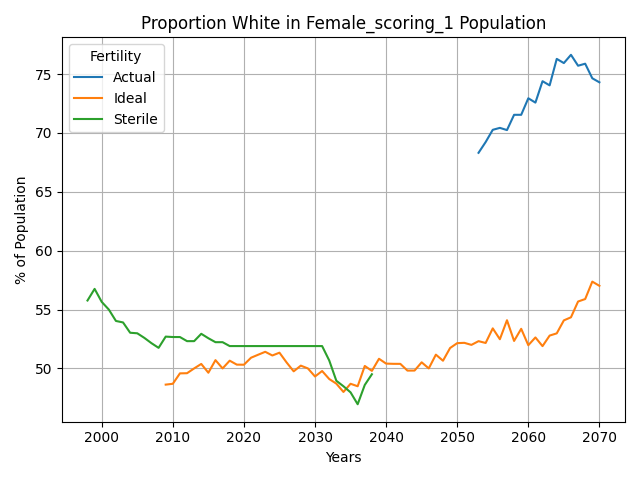 Proportion White in Female_scoring_1 Population
Fertility
Actual
Ideal
Sterile
% of Population
75
70
65
60
55
50
2000 2010 2020 2030 2040 2050 2060 2070
Years